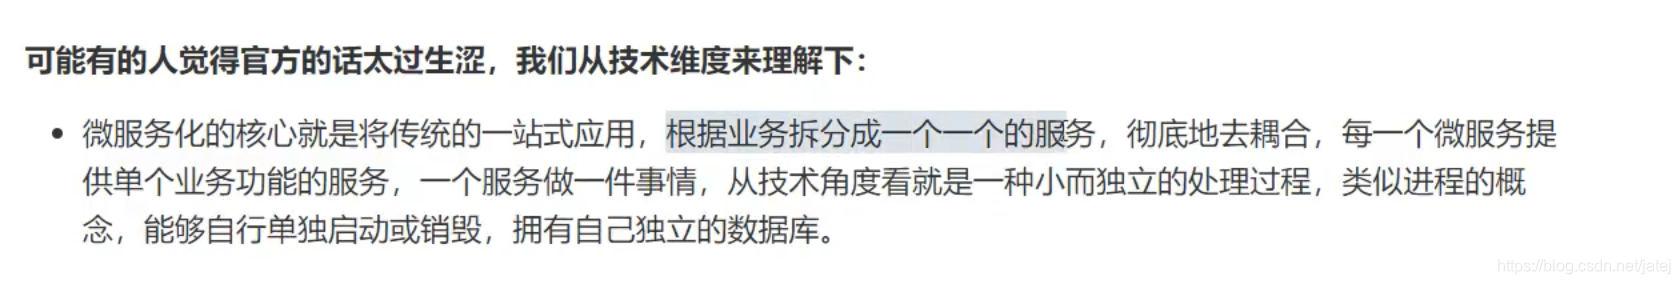 可能有的人觉得官方的话太过生涩，我们从技术维度来理解下：
微服务化的核心就是将传统的一站式应用，根据业务拆分成一个一个的服务，彻底地去耦合，每一个微服务提
供单个业务功能的服务，一个服务做一件事情，从技术角度看就是一种小而独立的处理过程，类似进程的概
念，能够自行单独启动或销毁，拥有自己独立的数据库。
https://blog.csdn.net/jatej